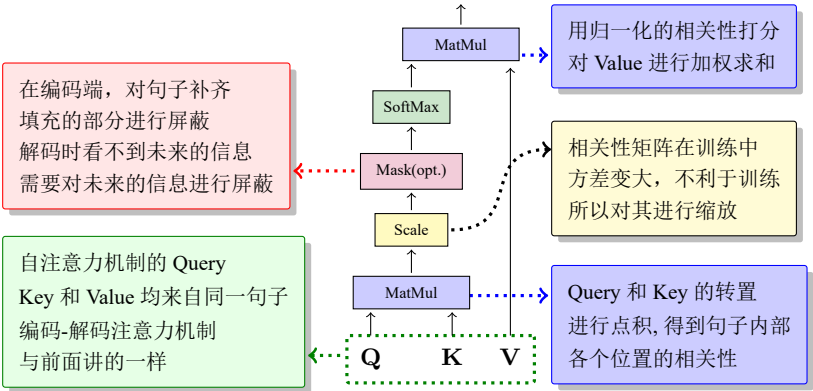 MatMul
用归一化的相关性打分
对 Value 进行加权求和
在编码端，对句子补齐
填充的部分进行屏蔽
解码时看不到未来的信息
需要对未来的信息进行屏蔽
SoftMax
Mask(opt.)
相关性矩阵在训练中
方差变大，不利于训练
所以对其进行缩放
Scale
自注意力机制的 Query
Key 和 Value 均来自同一句子
编码-解码注意力机制
与前面讲的一样
MatMul
Query 和 Key 的转置
进行点积, 得到句子内部
各个位置的相关性
Q K V